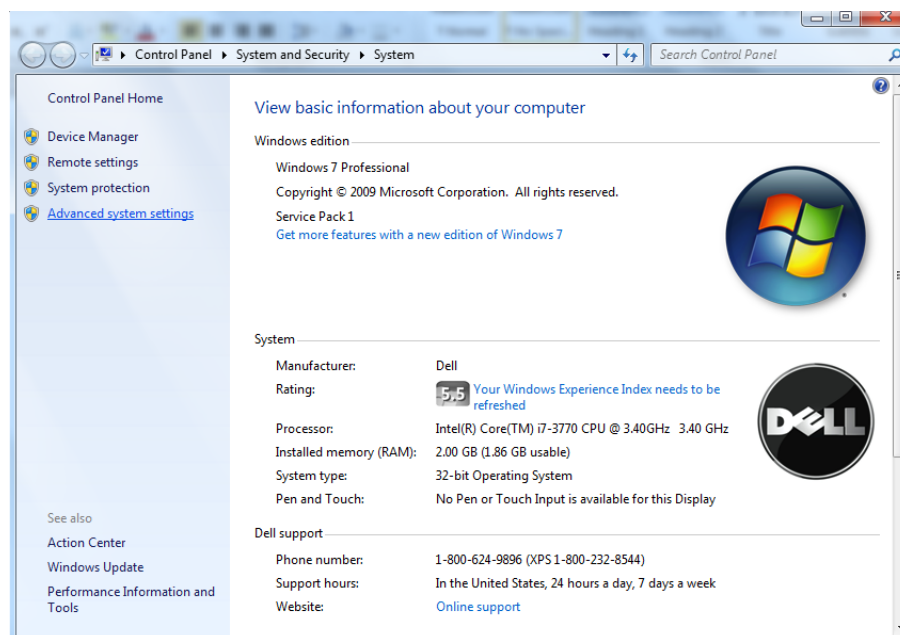 Control Panel ▸ System and Security ▸ System
Search Control Panel
Control Panel Home
Device Manager
Remote settings
System protection
Advanced system settings
See also
Action Center
Windows Update
Performance Information and
Tools
View basic information about your computer
Windows edition
Windows 7 Professional
Copyright © 2009 Microsoft Corporation. All rights reserved.
Service Pack 1
Get more features with a new edition of Windows 7
System
Manufacturer: Dell
Rating: 5.5 Your Windows Experience Index needs to be
refreshed
Processor: Intel(R) Core(TM) i7-3770 CPU @ 3.40GHz 3.40 GHz
Installed memory (RAM): 2.00 GB (1.86 GB usable)
System type: 32-bit Operating System
Pen and Touch: No Pen or Touch Input is available for this Display
DELL
Dell support
Phone number: 1-800-624-9896 (XPS 1-800-232-8544)
Support hours: In the United States, 24 hours a day, 7 days a week
Website: Online support